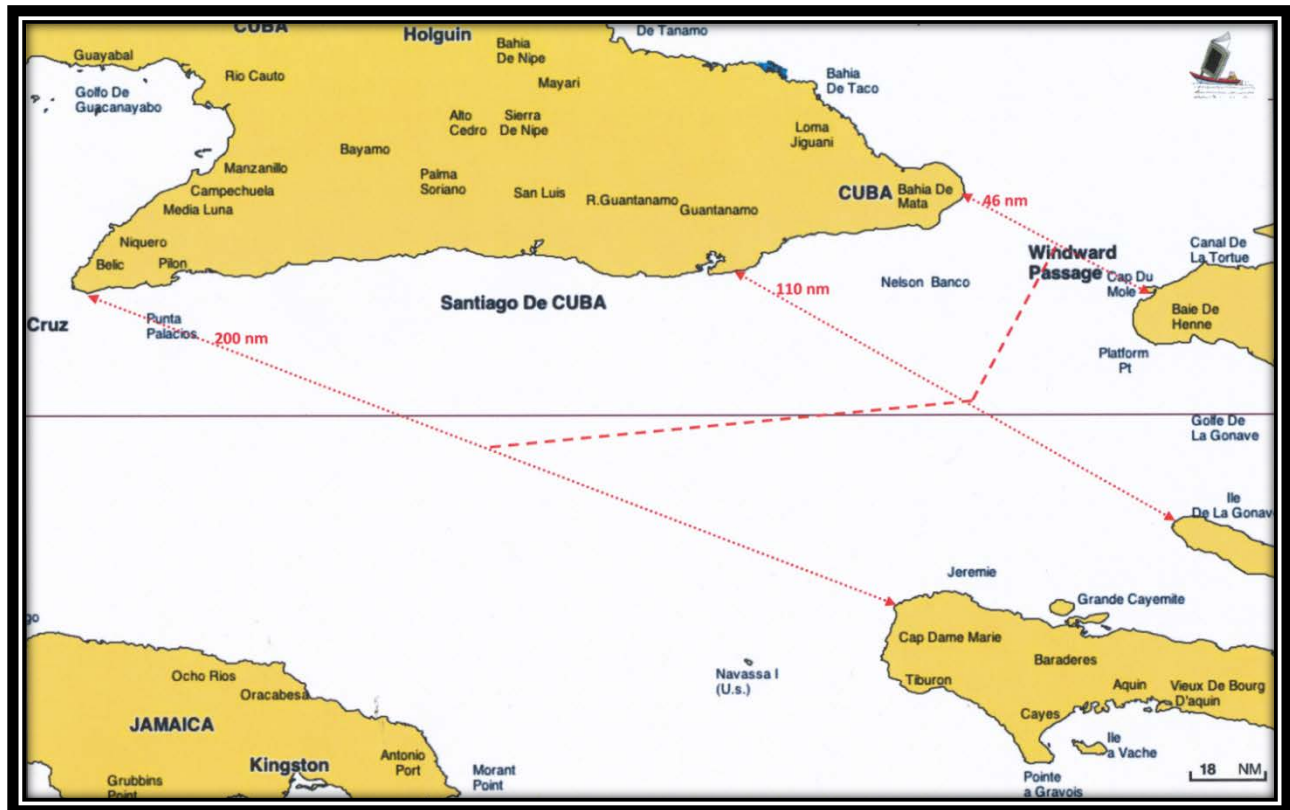 CUBA
Holguin
De Tanamo
Guayabal
Bahia
De Nipe
Rio Cauto
Mayari
Bahia
De Taco
Golfo De
Guacanayabo
Alto
Cedro
Sierra
De Nipe
Loma
Jiguani
Bayamo
Manzanillo
Palma
Soriano
Campechuela
San Luis
R.Guantanamo
Guantanamo
CUBA
Bahia De
Mata
46 nm
Media Luna
Niquero
Belic
Pilon
Windward
Passage
Canal De
La Tortue
Cap Du
Mole
Nelson Banco
110 nm
Santiago De CUBA
Baie De
Henne
Cruz
Punta
Palacios
200 nm
Platform
Pt
Golfe De
La Gonave
Ile
De La Gonave
Jeremie
Grande Cayemite
go
Cap Dame Marie
Baraderes
Navassa I
(U.s.)
Ocho Rios
Oracabesa
Tiburon
Aquin
Vieux De Bourg
D'aquin
Cayes
JAMAICA
Antonio
Port
Kingston
Ile
a Vache
Grubbins
Point
Morant
Point
Pointe
a Gravois
18 NM